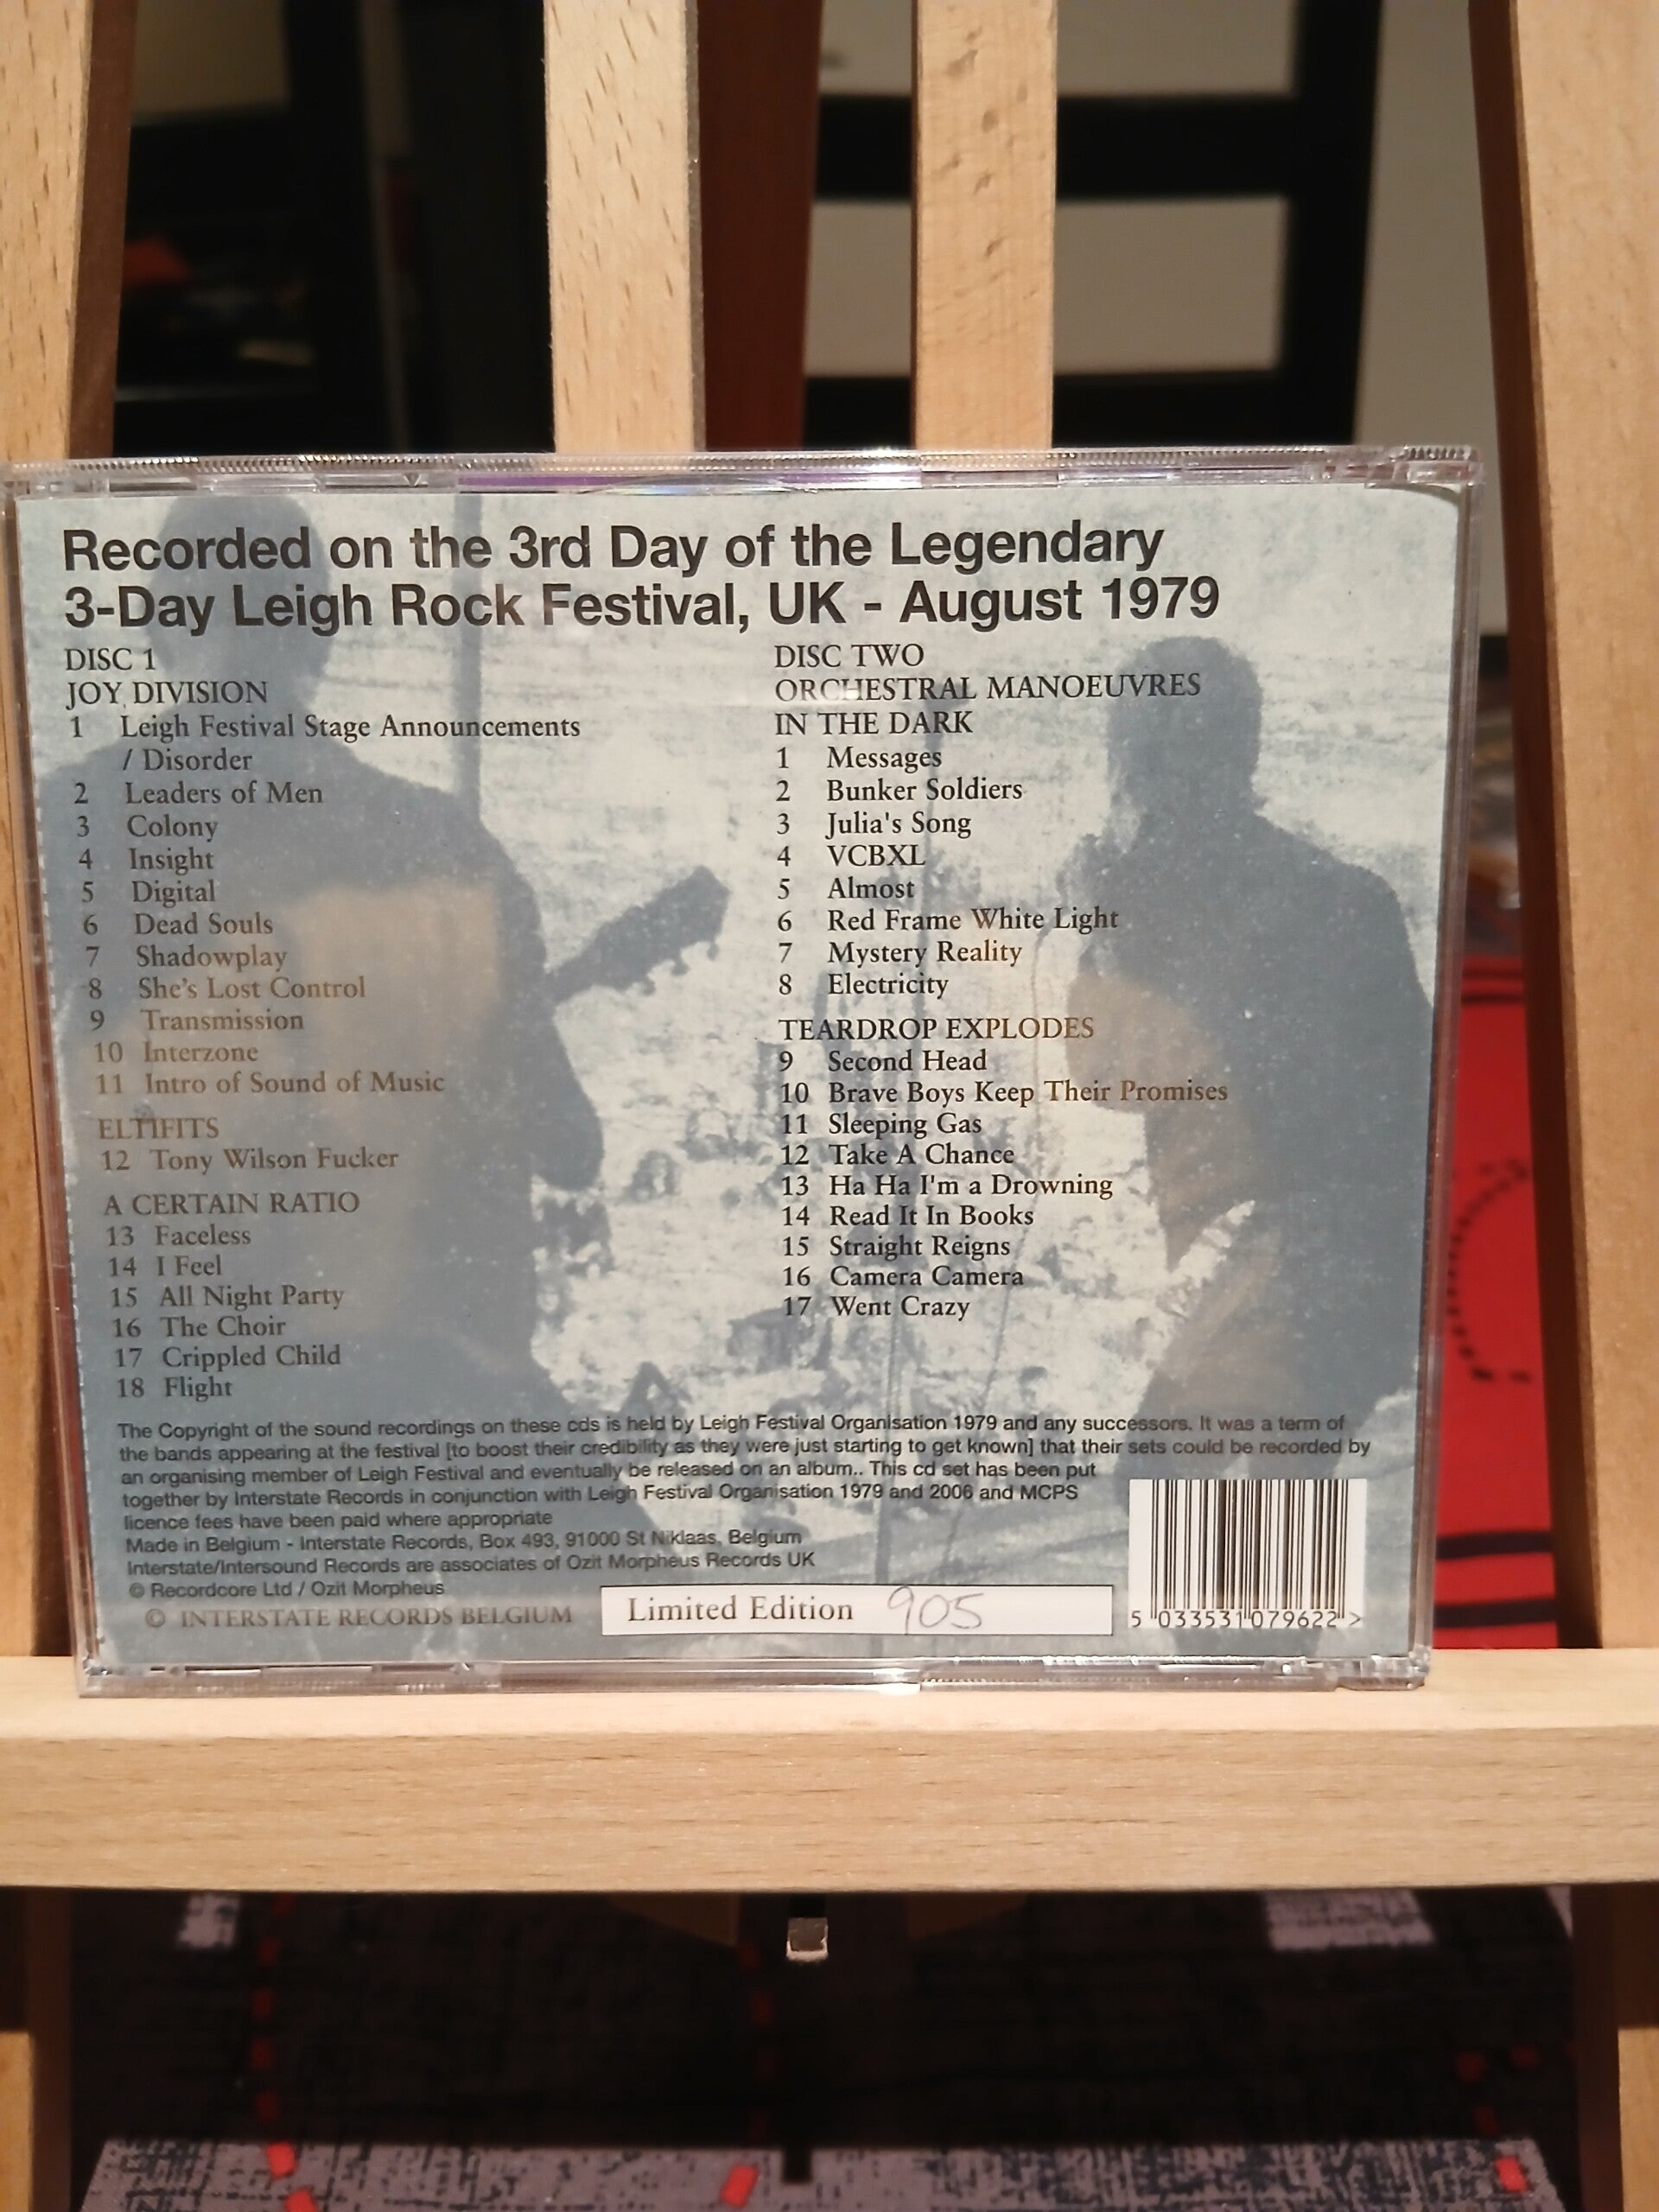 Recorded on the 3rd Day of the Legendary
3-Day Leigh Rock Festival, UK - August 1979
DISC 1
JOY DIVISION
1 Leigh Festival Stage Announcements
/ Disorder
2 Leaders of Men
3 Colony
4 Insight
5 Digital
6 Dead Souls
7 Shadowplay
8 She's Lost Control
9 Transmission
10 Interzone
11 Intro of Sound of Music
ELTIFITS
12 Tony Wilson Fucker
A CERTAIN RATIO
13 Faceless
14 I Feel
15 All Night Party
16 The Choir
17 Crippled Child
18 Flight
DISC TWO
ORCHESTRAL MANOEUVRES
IN THE DARK
1 Messages
2 Bunker Soldiers
3 Julia's Song
4 VCBXL
5 Almost
6 Red Frame White Light
7 Mystery Reality
8 Electricity
TEARDROP EXPLODES
9 Second Head
10 Brave Boys Keep Their Promises
11 Sleeping Gas
12 Take A Chance
13 Ha Ha I'm a Drowning
14 Read It In Books
15 Straight Reigns
16 Camera Camera
17 Went Crazy
The Copyright of the sound recordings on these cds is held by Leigh Festival Organisation 1979 and any successors. It was a term of
the bands appearing at the festival [to boost their credibility as they were just starting to get known] that their sets could be recorded by
an organising member of Leigh Festival and eventually be released on an album.. This cd set has been put
together by Interstate Records in conjunction with Leigh Festival Organisation 1979 and 2006 and MCPS
licence fees have been paid where appropriate
Made in Belgium - Interstate Records, Box 493, 91000 St Niklaas, Belgium
Interstate/Intersound Records are associates of Ozit Morpheus Records UK
© Recordcore Ltd / Ozit Morpheus
© INTERSTATE RECORDS BELGIUM
Limited Edition 905
5 033531 079622 >